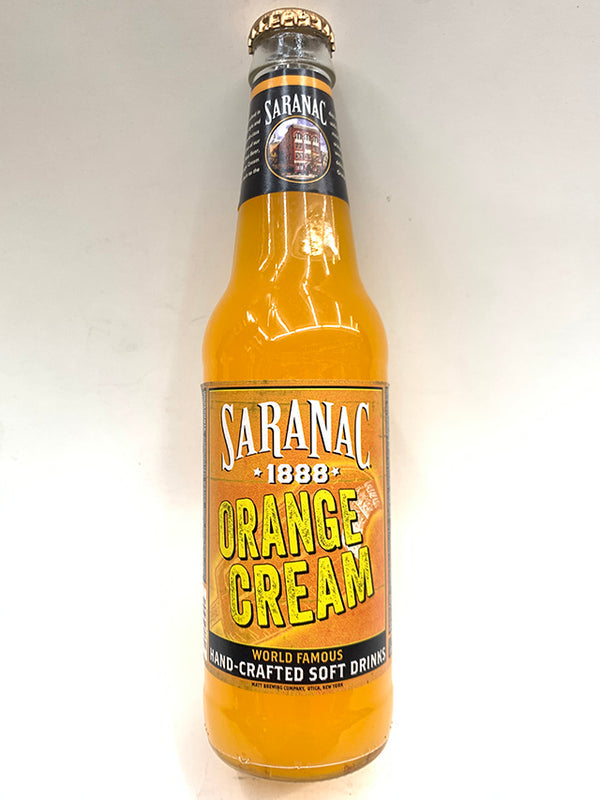 SARANAC
SARANAC
1888
ORANGE
CREAM
WORLD FAMOUS
HAND-CRAFTED SOFT DRINKS
MATT BREWING COMPANY, UTICA, NEW YORK